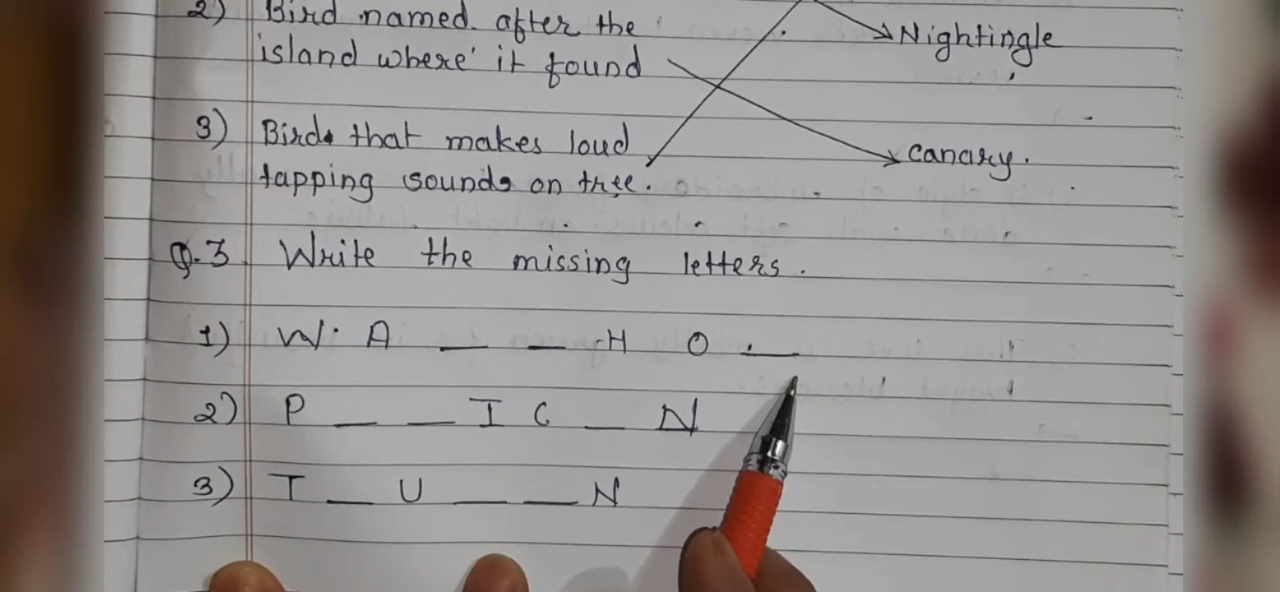 2) Bird named after the
Nightingle
island where it found
3) Birds that makes loud
canary.
tapping sounds on tree.
Q.3 Write the missing letters.
1) W A _ _ H O _
2) P _ _ I C _ N
3) T _ U _ _ N